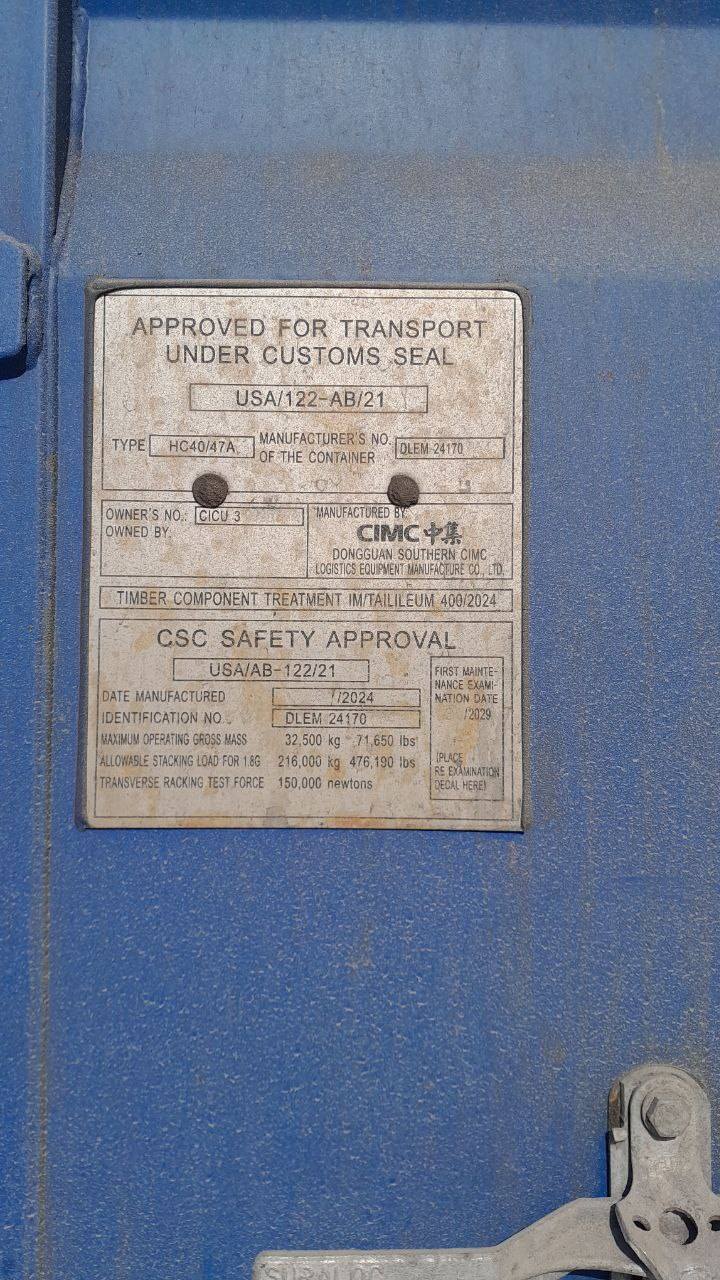 APPROVED FOR TRANSPORT
UNDER CUSTOMS SEAL
USA/122-AB/21
TYPE HC40/47A MANUFACTURER'S NO. OF THE CONTAINER DLEM 24170
OWNER'S NO.: CICU 3
OWNED BY:
MANUFACTURED BY:
CIMC 中集
DONGGUAN SOUTHERN CIMC
LOGISTICS EQUIPMENT MANUFACTURE CO., LTD.
TIMBER COMPONENT TREATMENT IM/TAILILEUM 400/2024
CSC SAFETY APPROVAL
USA/AB-122/21
DATE MANUFACTURED /2024
IDENTIFICATION NO. DLEM 24170
MAXIMUM OPERATING GROSS MASS 32,500 kg 71,650 lbs
ALLOWABLE STACKING LOAD FOR 1.8G 216,000 kg 476,190 lbs
TRANSVERSE RACKING TEST FORCE 150,000 newtons
FIRST MAINTE-
NANCE EXAMI-
NATION DATE
/2029
(PLACE
RE EXAMINATION
DECAL HERE)